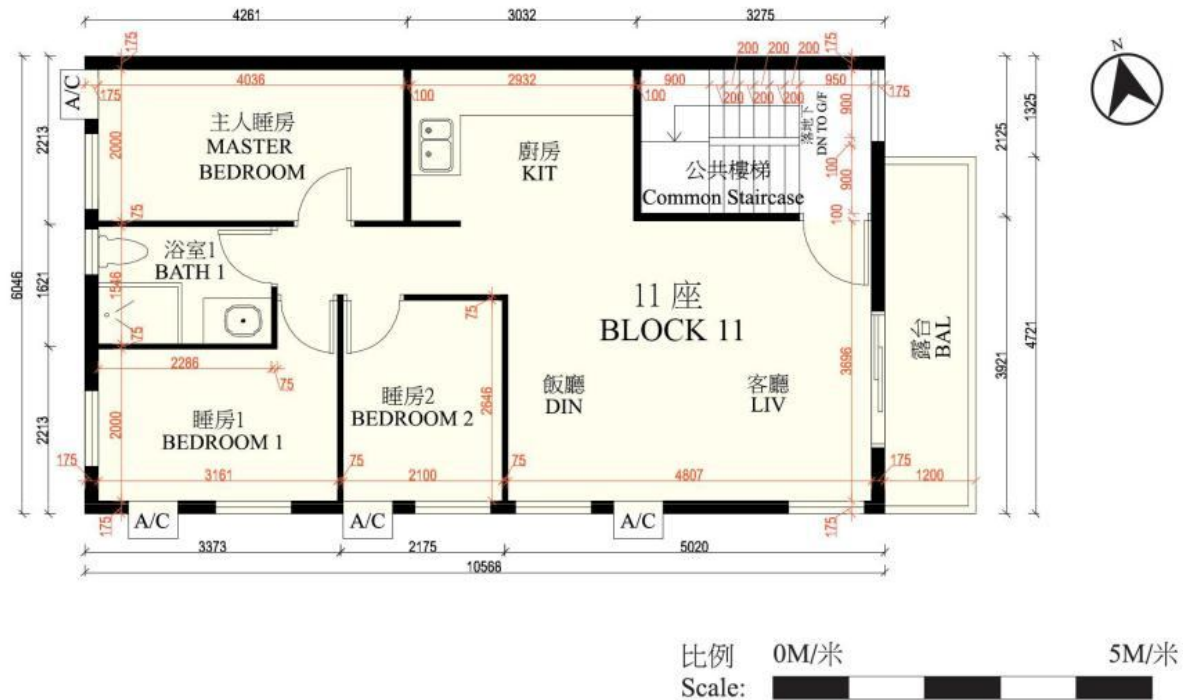 4261
3032
3275
175
200 200 200
4036
2932
900
950
175
100
100
200 200 200
175
A/C
主人睡房
MASTER
BEDROOM
2000
75
廚房
KIT
公共樓梯
Common Staircase
落地下
DN TO G/F
900
100
900
100
N
2213
1621
2213
6046
2125
3921
1325
4721
浴室1
BATH 1
1546
75
11 座
BLOCK 11
75
2286
75
睡房1
BEDROOM 1
2000
睡房2
BEDROOM 2
2646
飯廳
DIN
客廳
LIV
3696
露台
BAL
175
3161
75
2100
75
4807
175
1200
175
A/C
A/C
A/C
175
3373
2175
5020
10568
比例
Scale:
0M/米
5M/米